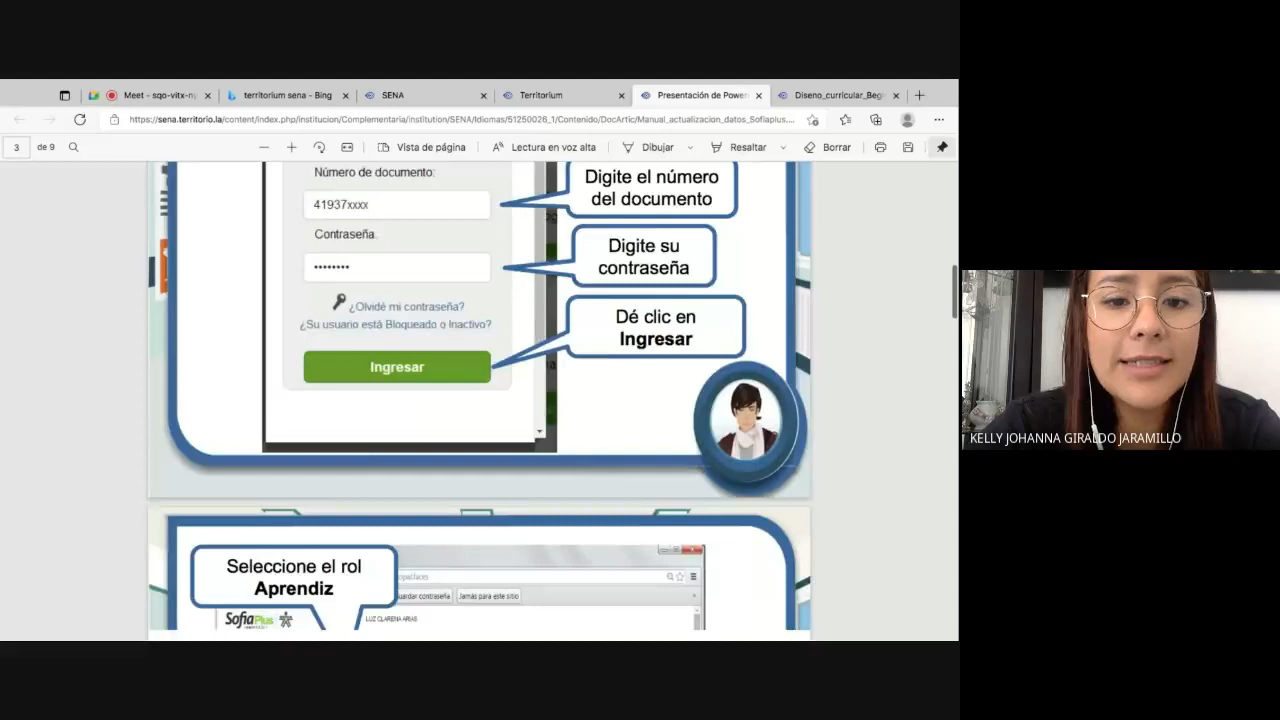 Meet - sqo-vitx-n
territorium sena - Bing
SENA
Territorium
Presentación de Power
Diseno_curricular_Beg
https://sena.territorio.la/content/index.php/institucion/Complementaria/institution/SENA/Idiomas/51250026_1/Contenido/DocArtic/Manual_actualizacion_datos_Sofiaplus....
3 de 9
Vista de página
Lectura en voz alta
Dibujar
Resaltar
Borrar
Número de documento:
41937xxxx
Digite el número
del documento
Contraseña:
••••••••
Digite su
contraseña
¿Olvidé mi contraseña?
¿Su usuario está Bloqueado o Inactivo?
Dé clic en
Ingresar
Ingresar
KELLY JOHANNA GIRALDO JARAMILLO
Seleccione el rol
Aprendiz
opal.faces
uardar contraseña
Jamás para este sitio
Sofia Plus
LUZ CLARENA ARIAS